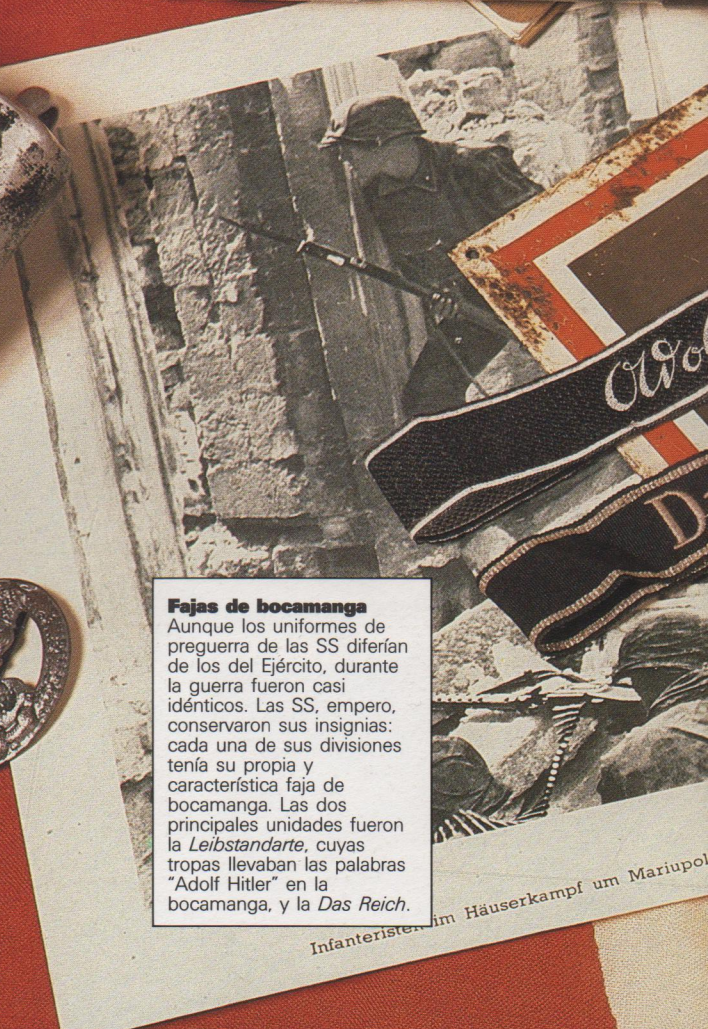 Fajas de bocamanga
Aunque los uniformes de
preguerra de las SS diferían
de los del Ejército, durante
la guerra fueron casi
idénticos. Las SS, empero,
conservaron sus insignias:
cada una de sus divisiones
tenía su propia y
característica faja de
bocamanga. Las dos
principales unidades fueron
la Leibstandarte, cuyas
tropas llevaban las palabras
"Adolf Hitler" en la
bocamanga, y la Das Reich.
Infanteristen im Häuserkampf um Mariupol